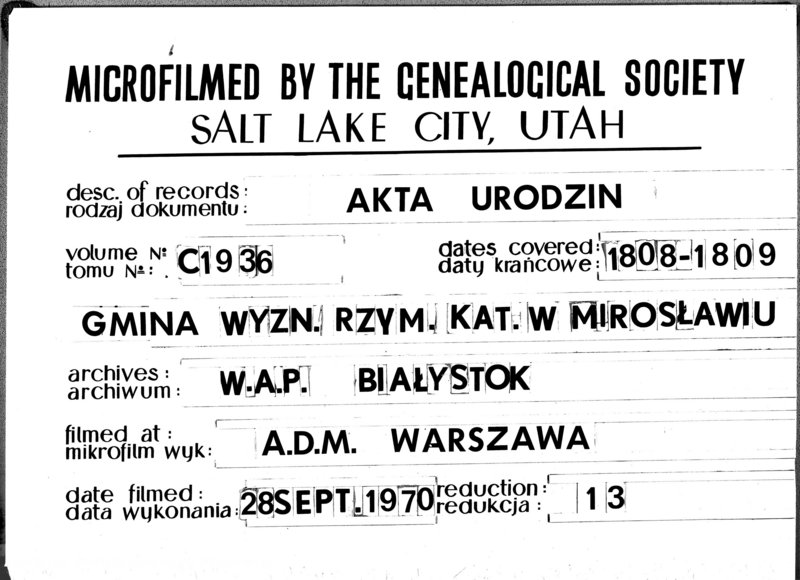 MICROFILMED BY THE GENEALOGICAL SOCIETY
SALT LAKE CITY, UTAH
desc. of records:
rodzaj dokumentu:
AKTA URODZIN
volume Nº
tomu Nº:
C1936
dates covered:
daty krańcowe:
1808-1809
GMINA WYZN. RZYM. KAT. W MIROSŁAWIU
archives:
archiwum:
W.A.P. BIAŁYSTOK
filmed at:
mikrofilm wyk:
A.D.M. WARSZAWA
date filmed:
data wykonania:
28SEPT.1970
reduction:
redukcja:
13